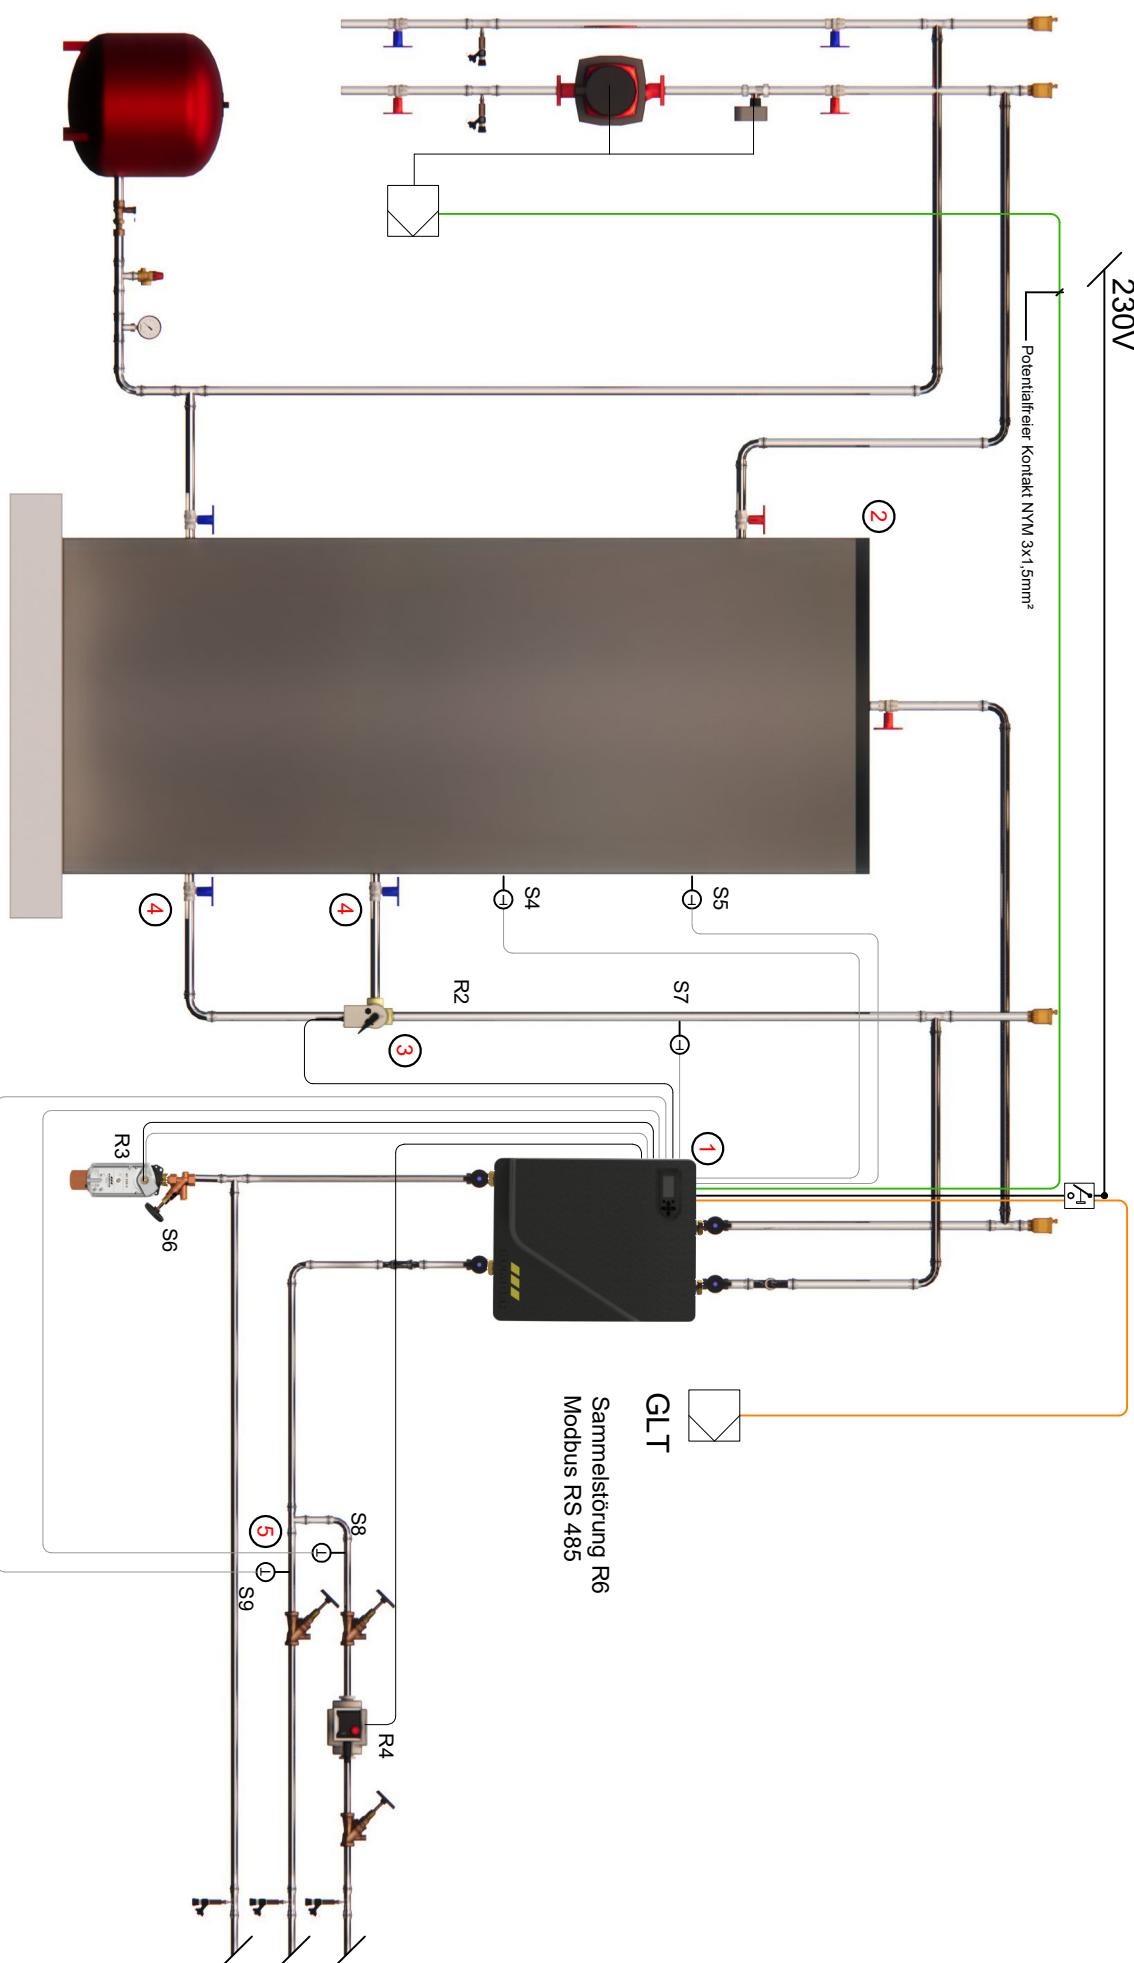 230V
Potentialfreier Kontakt NYM 3x1,5mm²
2
S5
S4
4
4
S7
R2
3
1
R3
S6
GLT
Sammelstörung R6
Modbus RS 485
S8
5
S9
R4